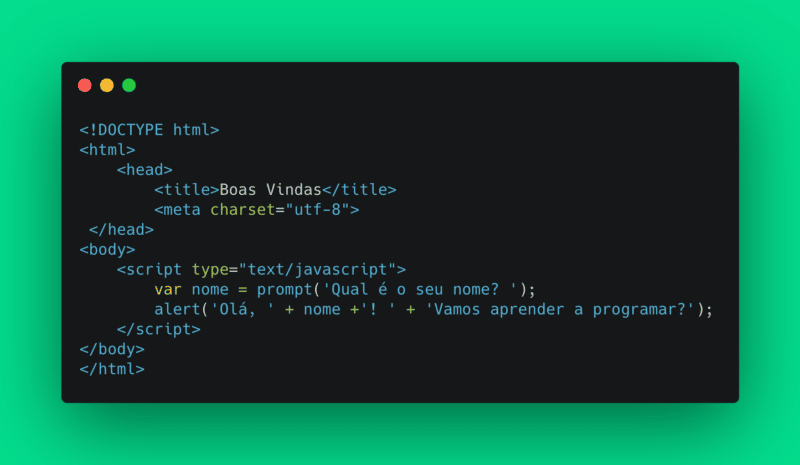 <!DOCTYPE html>
<html>
    <head>
        <title>Boas Vindas</title>
        <meta charset="utf-8">
 </head>
<body>
    <script type="text/javascript">
        var nome = prompt('Qual é o seu nome? ');
        alert('Olá, ' + nome +'! ' + 'Vamos aprender a programar?');
    </script>
</body>
</html>